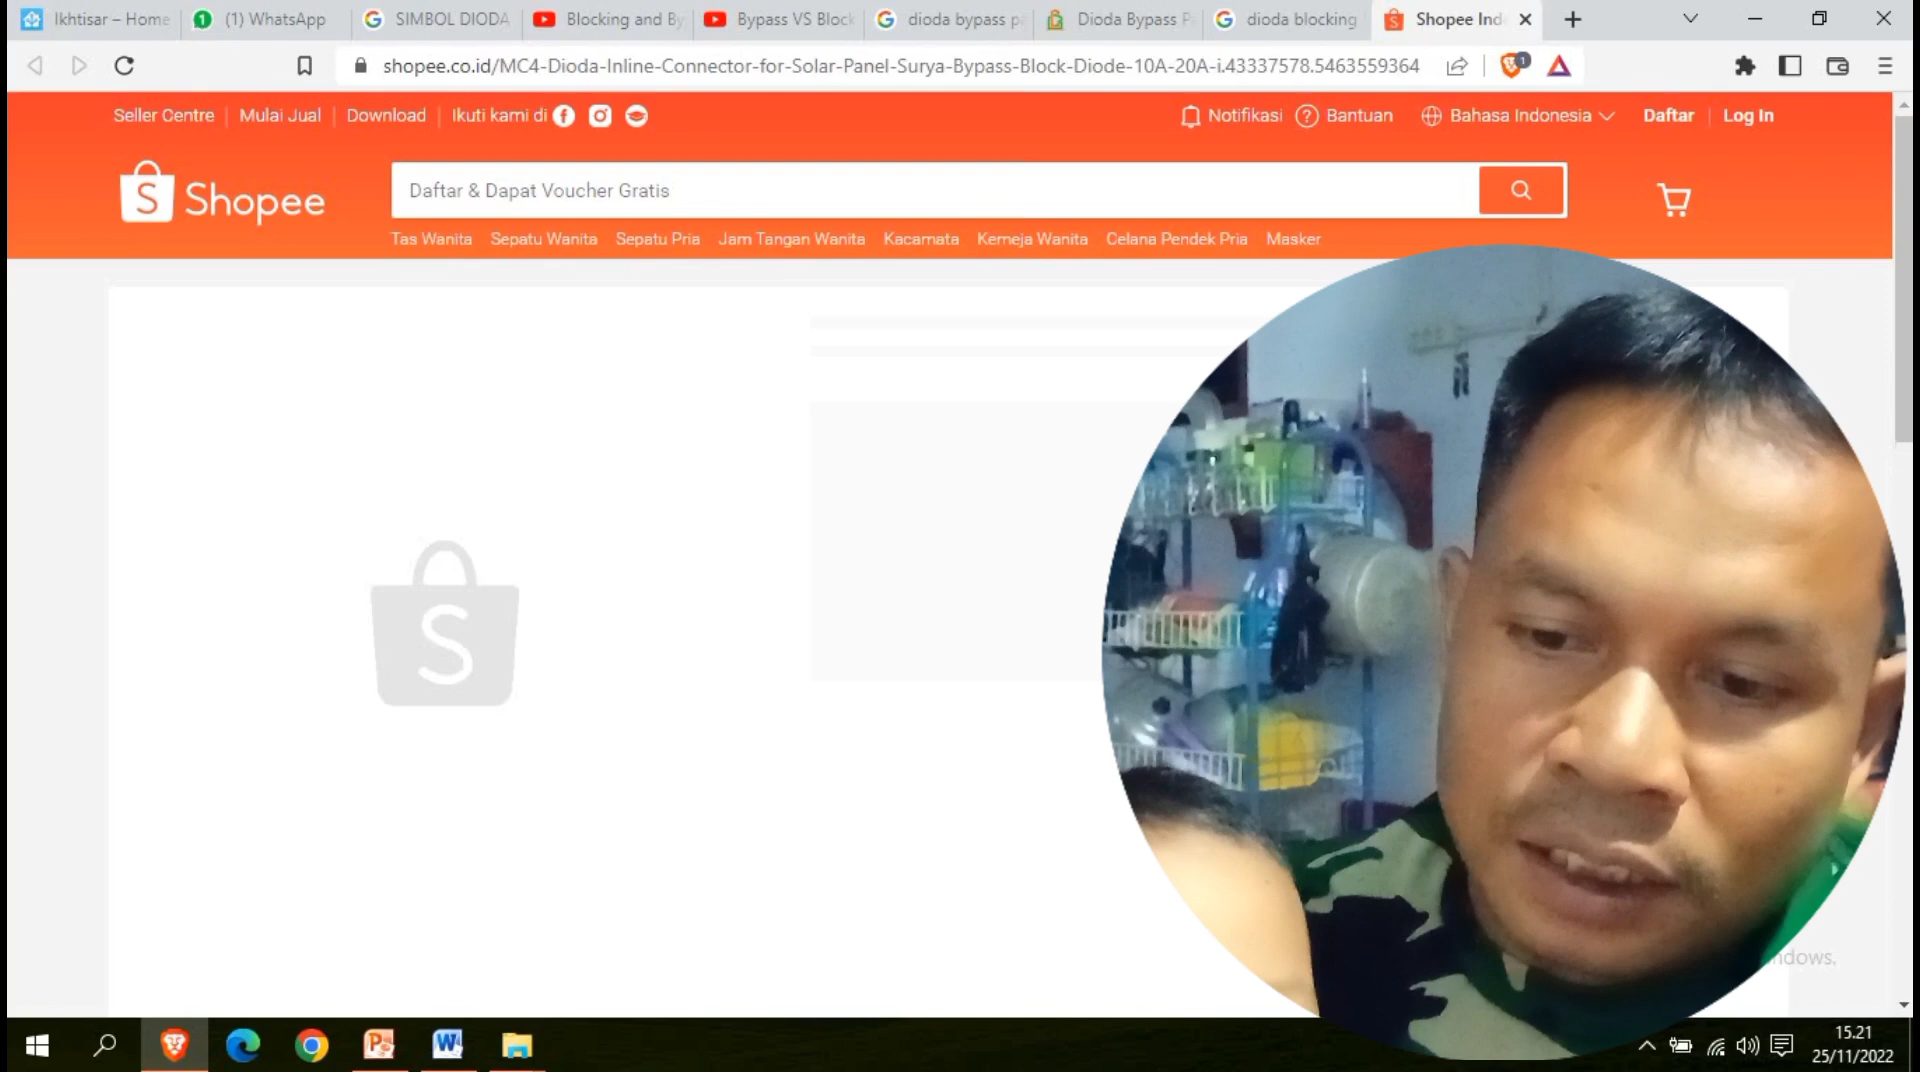 Ikhtisar – Home
1 (1) WhatsApp
SIMBOL DIODA
Blocking and By
Bypass VS Block
dioda bypass pa
Dioda Bypass P
dioda blocking
Shopee Ind
shopee.co.id/MC4-Dioda-Inline-Connector-for-Solar-Panel-Surya-Bypass-Block-Diode-10A-20A-i.43337578.5463559364
1
Seller Centre | Mulai Jual | Download | Ikuti kami di
Notifikasi ? Bantuan Bahasa Indonesia Daftar | Log In
S Shopee
Daftar & Dapat Voucher Gratis
Tas Wanita Sepatu Wanita Sepatu Pria Jam Tangan Wanita Kacamata Kemeja Wanita Celana Pendek Pria Masker
S
ndows.
15.21
25/11/2022